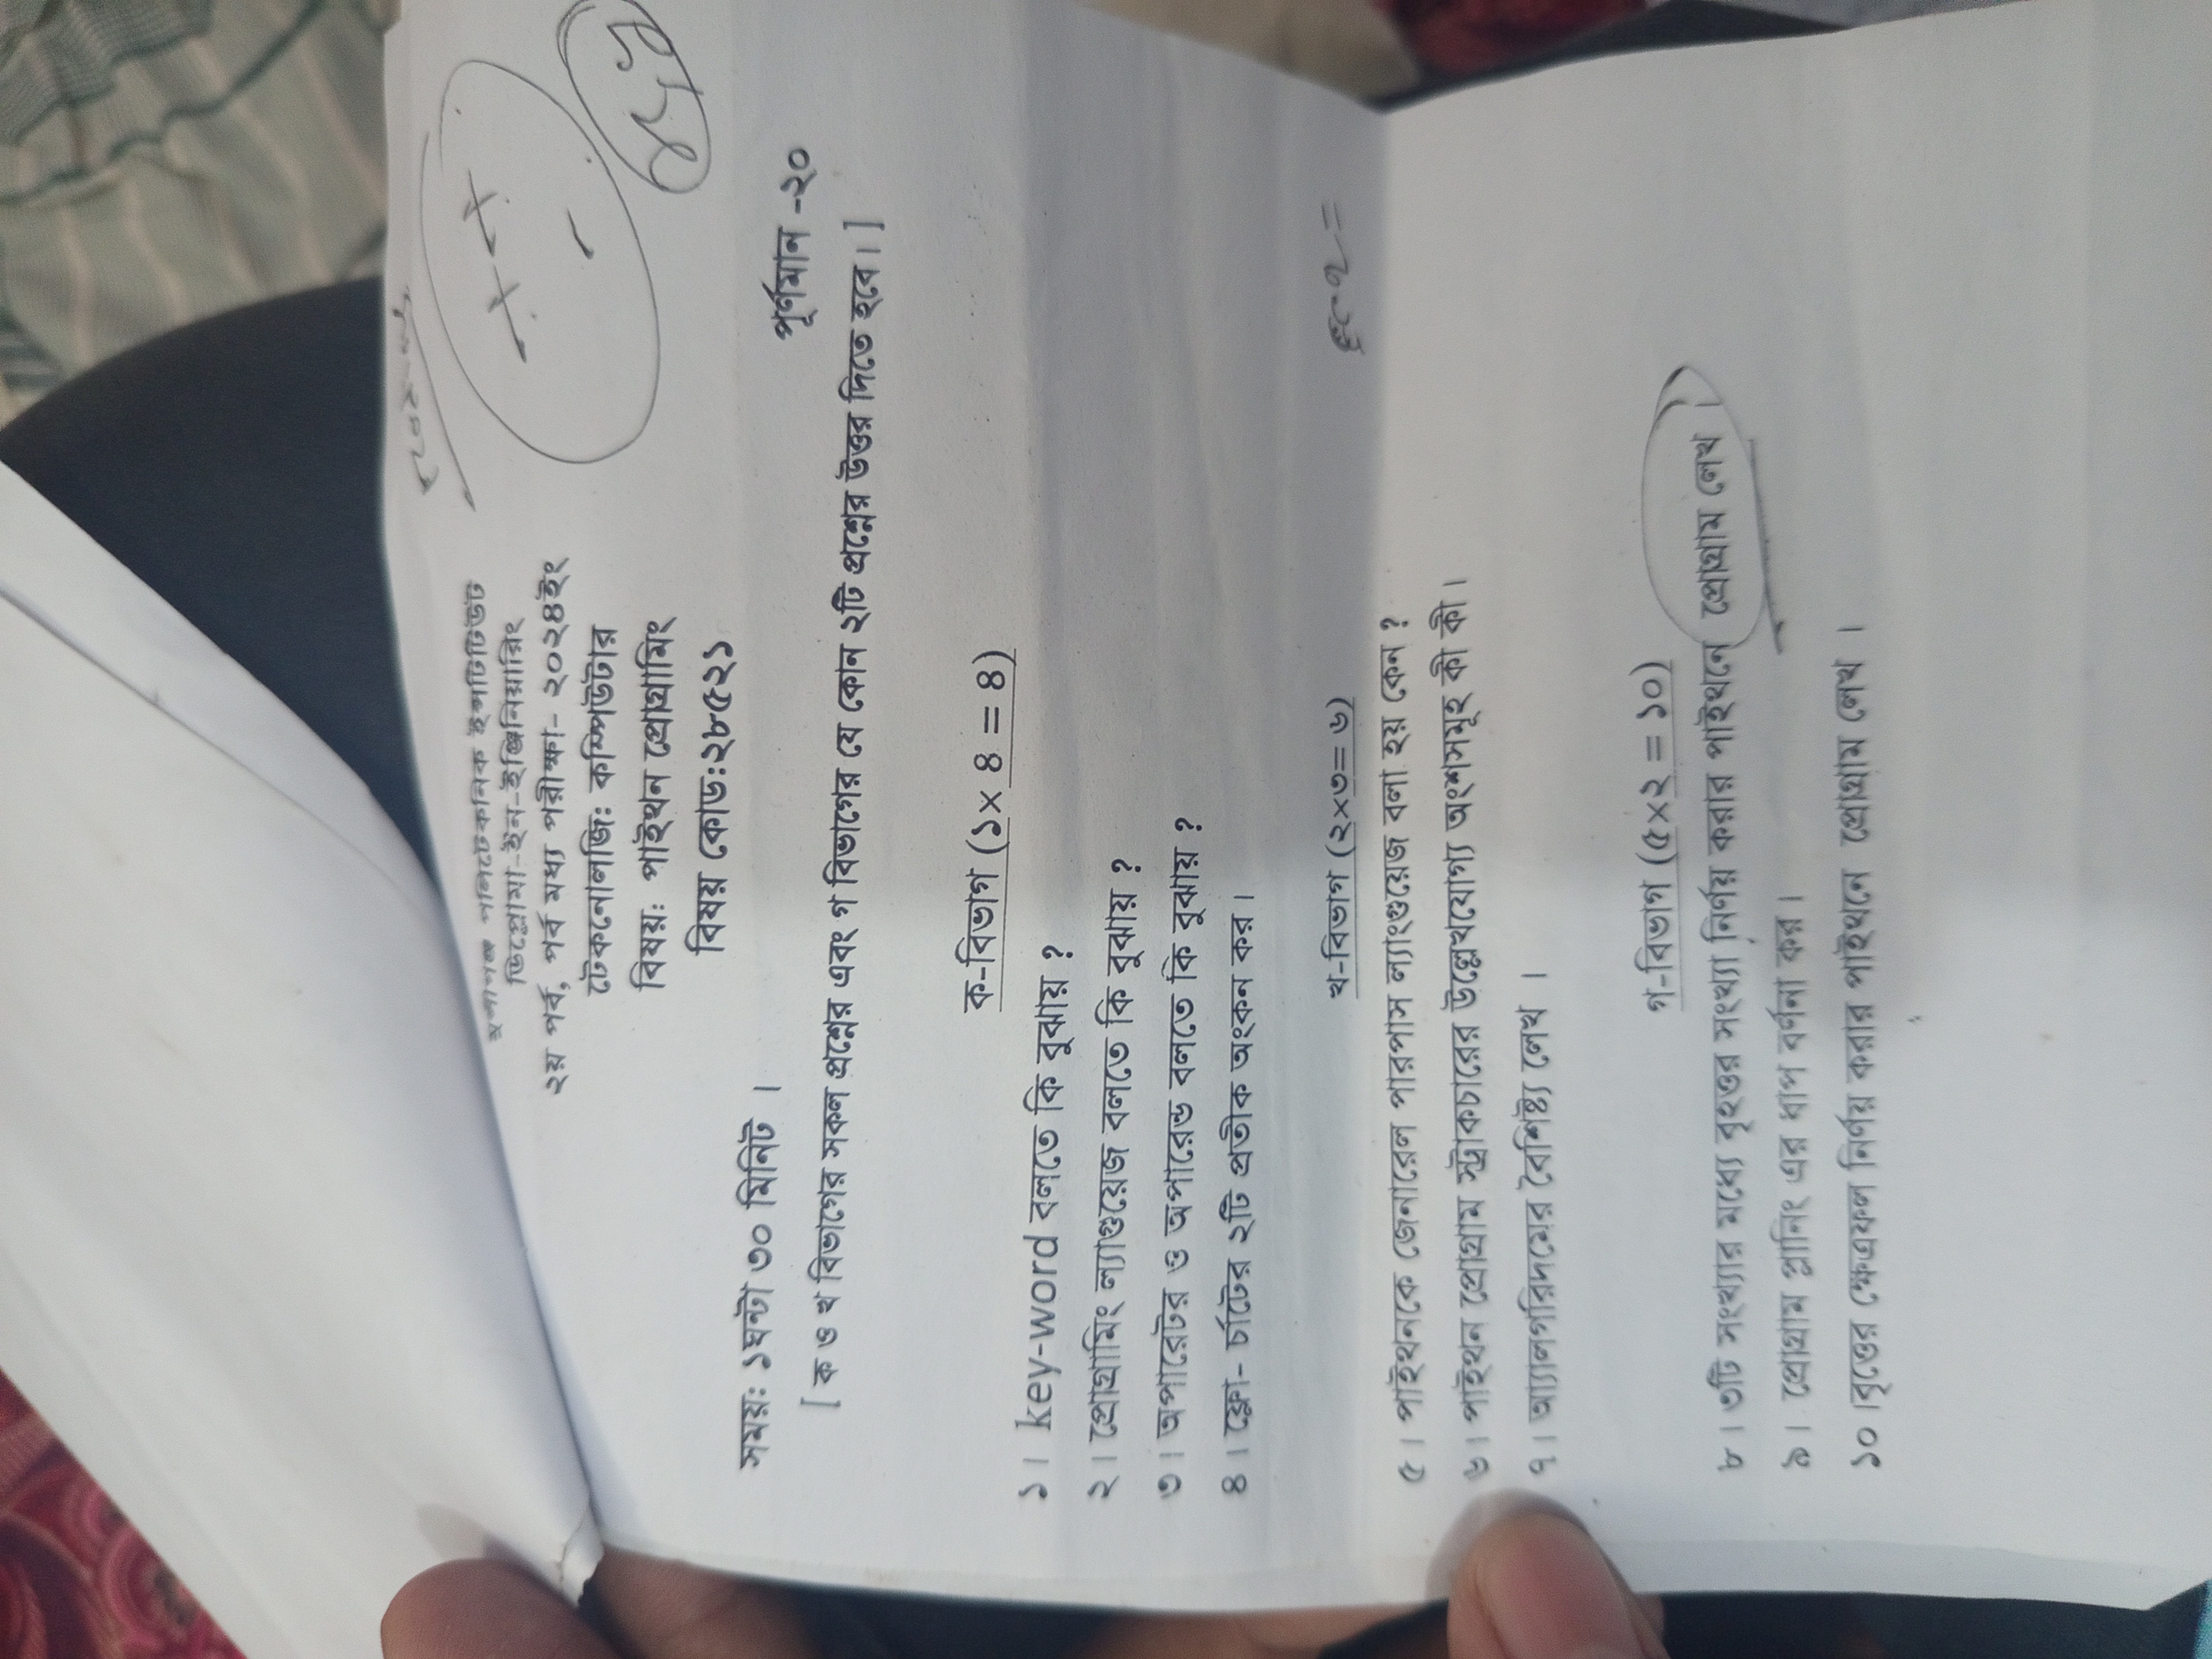 পলিটেকনিক ইন্সটিটিউট
ডিপ্লোমা-ইন-ইঞ্জিনিয়ারিং
২য় পর্ব, পর্ব মধ্য পরীক্ষা- ২০২৪ইং
টেকনোলজিঃ কম্পিউটার
বিষয়ঃ পাইথন প্রোগ্রামিং
বিষয় কোডঃ২৮৫২১
সময়ঃ ১ঘন্টা ৩০ মিনিট । পূর্ণমান -২০
[ ক ও খ বিভাগের সকল প্রশ্নের এবং গ বিভাগের যে কোন ২টি প্রশ্নের উত্তর দিতে হবে। ]
ক-বিভাগ (১× ৪ = ৪)
১। key-word বলতে কি বুঝায় ?
২। প্রোগ্রামিং ল্যাগুয়েজ বলতে কি বুঝায় ?
৩। অপারেটর ও অপারেন্ড বলতে কি বুঝায় ?
৪। ফ্লো- চার্টের ২টি প্রতীক অংকন কর।
খ-বিভাগ (২×৩= ৬)
৫। পাইথনকে জেনারেল পারপাস ল্যাংগুয়েজ বলা হয় কেন ?
৬। পাইথন প্রোগ্রাম স্ট্রাকচারের উল্লেখযোগ্য অংশসমূহ কী কী।
৭। অ্যালগরিদমের বৈশিষ্ট্য লেখ ।
গ-বিভাগ (৫×২ = ১০)
৮। ৩টি সংখ্যার মধ্যে বৃহত্তর সংখ্যা নির্ণয় করার পাইথনে প্রোগ্রাম লেখ ।
৯। প্রোগ্রাম প্লানিং এর ধাপ বর্ণনা কর।
১০।বৃত্তের ক্ষেত্রফল নির্ণয় করার পাইথনে প্রোগ্রাম লেখ ।